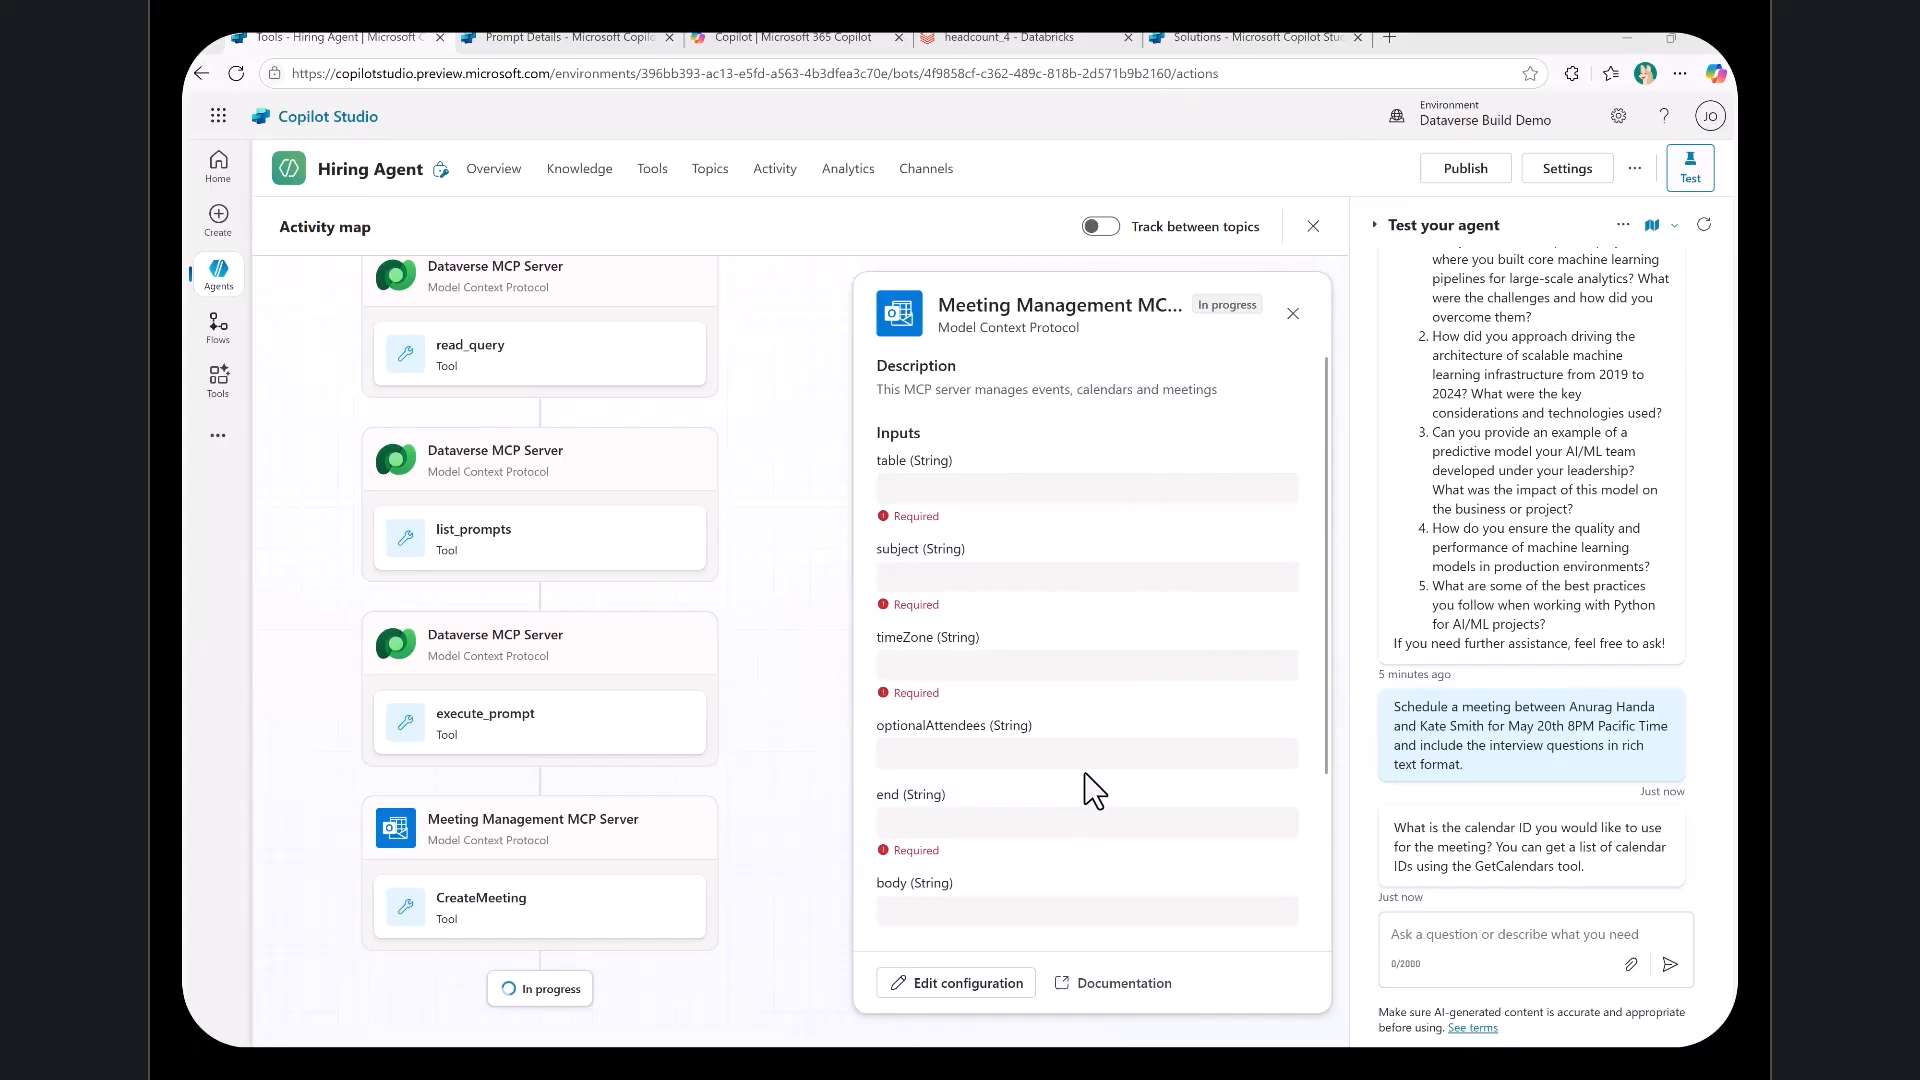 Tools - Hiring Agent | Microsoft C
Prompt Details - Microsoft Copilo
Copilot | Microsoft 365 Copilot
headcount_4 - Databricks
Solutions - Microsoft Copilot Stu
https://copilotstudio.preview.microsoft.com/environments/396bb393-ac13-e5fd-a563-4b3dfea3c70e/bots/4f9858cf-c362-489c-818b-2d571b9b2160/actions
Copilot Studio
Environment
Dataverse Build Demo
JO
Home
Create
Agents
Flows
Tools
Hiring Agent
Overview
Knowledge
Tools
Topics
Activity
Analytics
Channels
Publish
Settings
Test
Activity map
Track between topics
Dataverse MCP Server
Model Context Protocol
read_query
Tool
Dataverse MCP Server
Model Context Protocol
list_prompts
Tool
Dataverse MCP Server
Model Context Protocol
execute_prompt
Tool
Meeting Management MCP Server
Model Context Protocol
CreateMeeting
Tool
In progress
Meeting Management MC...
In progress
Model Context Protocol
Description
This MCP server manages events, calendars and meetings
Inputs
table (String)
Required
subject (String)
Required
timeZone (String)
Required
optionalAttendees (String)
end (String)
Required
body (String)
Edit configuration
Documentation
Test your agent
where you built core machine learning
pipelines for large-scale analytics? What
were the challenges and how did you
overcome them?
2. How did you approach driving the
architecture of scalable machine
learning infrastructure from 2019 to
2024? What were the key
considerations and technologies used?
3. Can you provide an example of a
predictive model your AI/ML team
developed under your leadership?
What was the impact of this model on
the business or project?
4. How do you ensure the quality and
performance of machine learning
models in production environments?
5. What are some of the best practices
you follow when working with Python
for AI/ML projects?
If you need further assistance, feel free to ask!
5 minutes ago
Schedule a meeting between Anurag Handa
and Kate Smith for May 20th 8PM Pacific Time
and include the interview questions in rich
text format.
Just now
What is the calendar ID you would like to use
for the meeting? You can get a list of calendar
IDs using the GetCalendars tool.
Just now
Ask a question or describe what you need
0/2000
Make sure AI-generated content is accurate and appropriate
before using. See terms